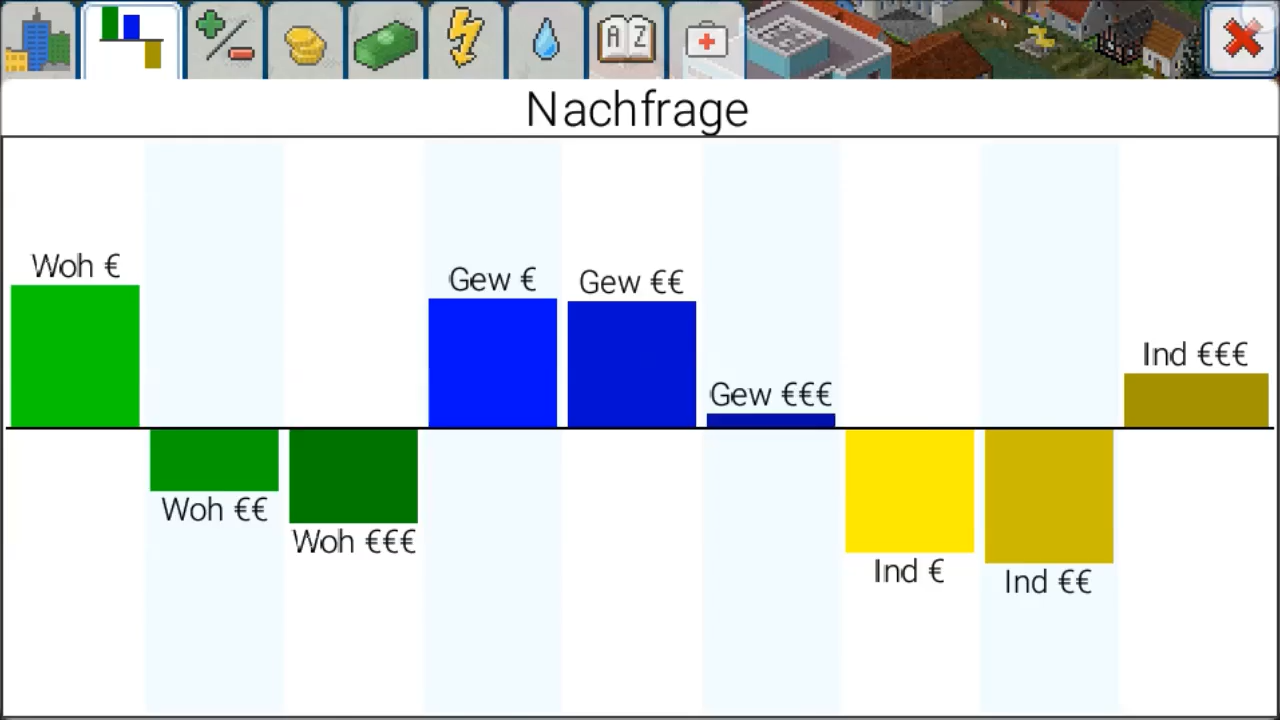 A Z
Nachfrage
Woh €
Gew €
Gew €€
Ind €€€
Gew €€€
Woh €€
Woh €€€
Ind €
Ind €€